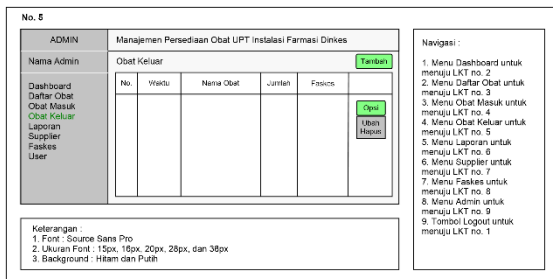 No. 5
ADMIN
Manajemen Persediaan Obat UPT Instalasi Farmasi Dinkes
Nama Admin
Obat Keluar
Tambah
Dashboard
Daftar Obat
Obat Masuk
Obat Keluar
Laporan
Supplier
Faskes
User
No.
Waktu
Nama Obat
Jumlah
Faskes
Opsi
Ubah
Hapus
Keterangan :
1. Font : Source Sans Pro
2. Ukuran Font : 15px, 16px, 20px, 28px, dan 38px
3. Background : Hitam dan Putih
Navigasi :
1. Menu Dashboard untuk
menuju LKT no. 2
2. Menu Daftar Obat untuk
menuju LKT no. 3
3. Menu Obat Masuk untuk
menuju LKT no. 4
4. Menu Obat Keluar untuk
menuju LKT no. 5
5. Menu Laporan untuk
menuju LKT no. 6
6. Menu Supplier untuk
menuju LKT no. 7
7. Menu Faskes untuk
menuju LKT no. 8
8. Menu Admin untuk
menuju LKT no. 9
9. Tombol Logout untuk
menuju LKT no. 1